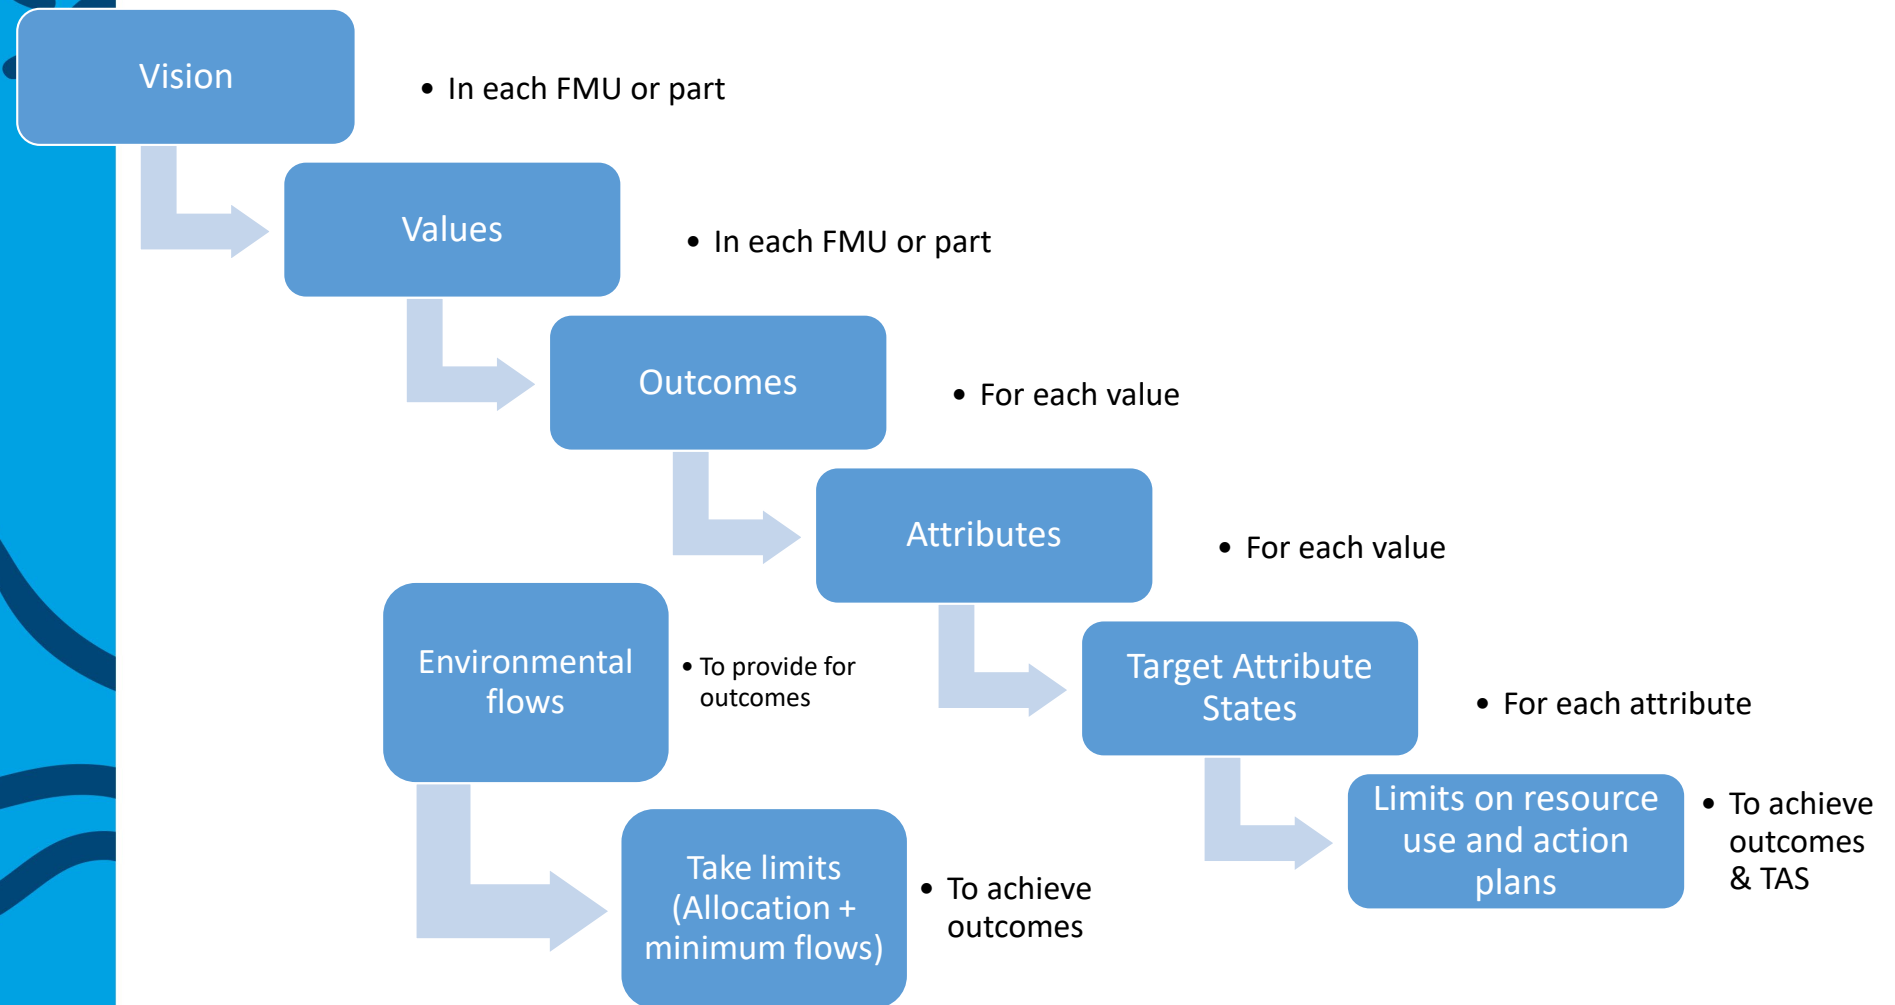 Vision
• In each FMU or part
Values
• In each FMU or part
Outcomes
• For each value
Attributes
• For each value
Target Attribute
States
• For each attribute
Limits on resource
use and action
plans
• To achieve
outcomes
& TAS
Environmental
flows
• To provide for
outcomes
Take limits
(Allocation +
minimum flows)
• To achieve
outcomes